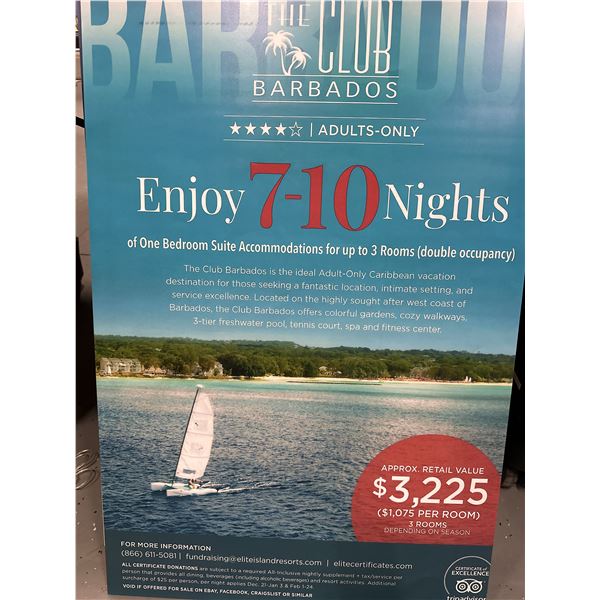 BARBADO
THE
CLUB
BARBADOS
★★★★☆ | ADULTS-ONLY
Enjoy 7-10 Nights
of One Bedroom Suite Accommodations for up to 3 Rooms (double occupancy)
The Club Barbados is the ideal Adult-Only Caribbean vacation
destination for those seeking a fantastic location, intimate setting, and
service excellence. Located on the highly sought after west coast of
Barbados, the Club Barbados offers colorful gardens, cozy walkways,
3-tier freshwater pool, tennis court, spa and fitness center.
APPROX. RETAIL VALUE
$3,225
($1,075 PER ROOM)
3 ROOMS
DEPENDING ON SEASON
FOR MORE INFORMATION
(866) 611-5081 | fundraising@eliteislandresorts.com | elitecertificates.com
ALL CERTIFICATE DONATIONS are subject to a required All-Inclusive nightly supplement + tax/service per
person that provides all dining, beverages (including alcoholic beverages) and resort activities. Additional
surcharge of $25 per person, per night applies Dec. 21-Jan 3 & Feb 1-24.
VOID IF OFFERED FOR SALE ON EBAY, FACEBOOK, CRAIGSLIST OR SIMILAR
CERTIFICATE of
EXCELLENCE
tripadvisor